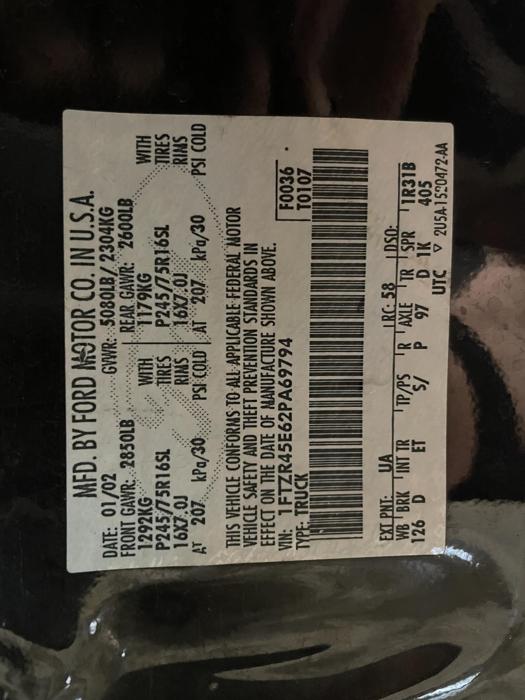 MFD. BY FORD MOTOR CO. IN U.S.A.
DATE: 01/02 GVWR: 5080LB/2304KG
FRONT GAWR: 2850LB REAR GAWR: 2600LB
1292KG WITH 1179KG WITH
P245/75R16SL TIRES P245/75R16SL TIRES
16X7.0J RIMS 16X7.0J RIMS
AT 207 kPa/30 PSI COLD AT 207 kPa/30 PSI COLD
THIS VEHICLE CONFORMS TO ALL APPLICABLE FEDERAL MOTOR
VEHICLE SAFETY AND THEFT PREVENTION STANDARDS IN
EFFECT ON THE DATE OF MANUFACTURE SHOWN ABOVE.
VIN: 1FTZR45E62PA69794 F0036
TYPE: TRUCK T0107
EXT PNT: UA RC: 58 DSO:
WB BRK INT TR TP/PS R AXLE TR SPR 1R31B
126 D ET S/ P 97 D 1K 405
UTC ▽ 2U5A-1520472-AA